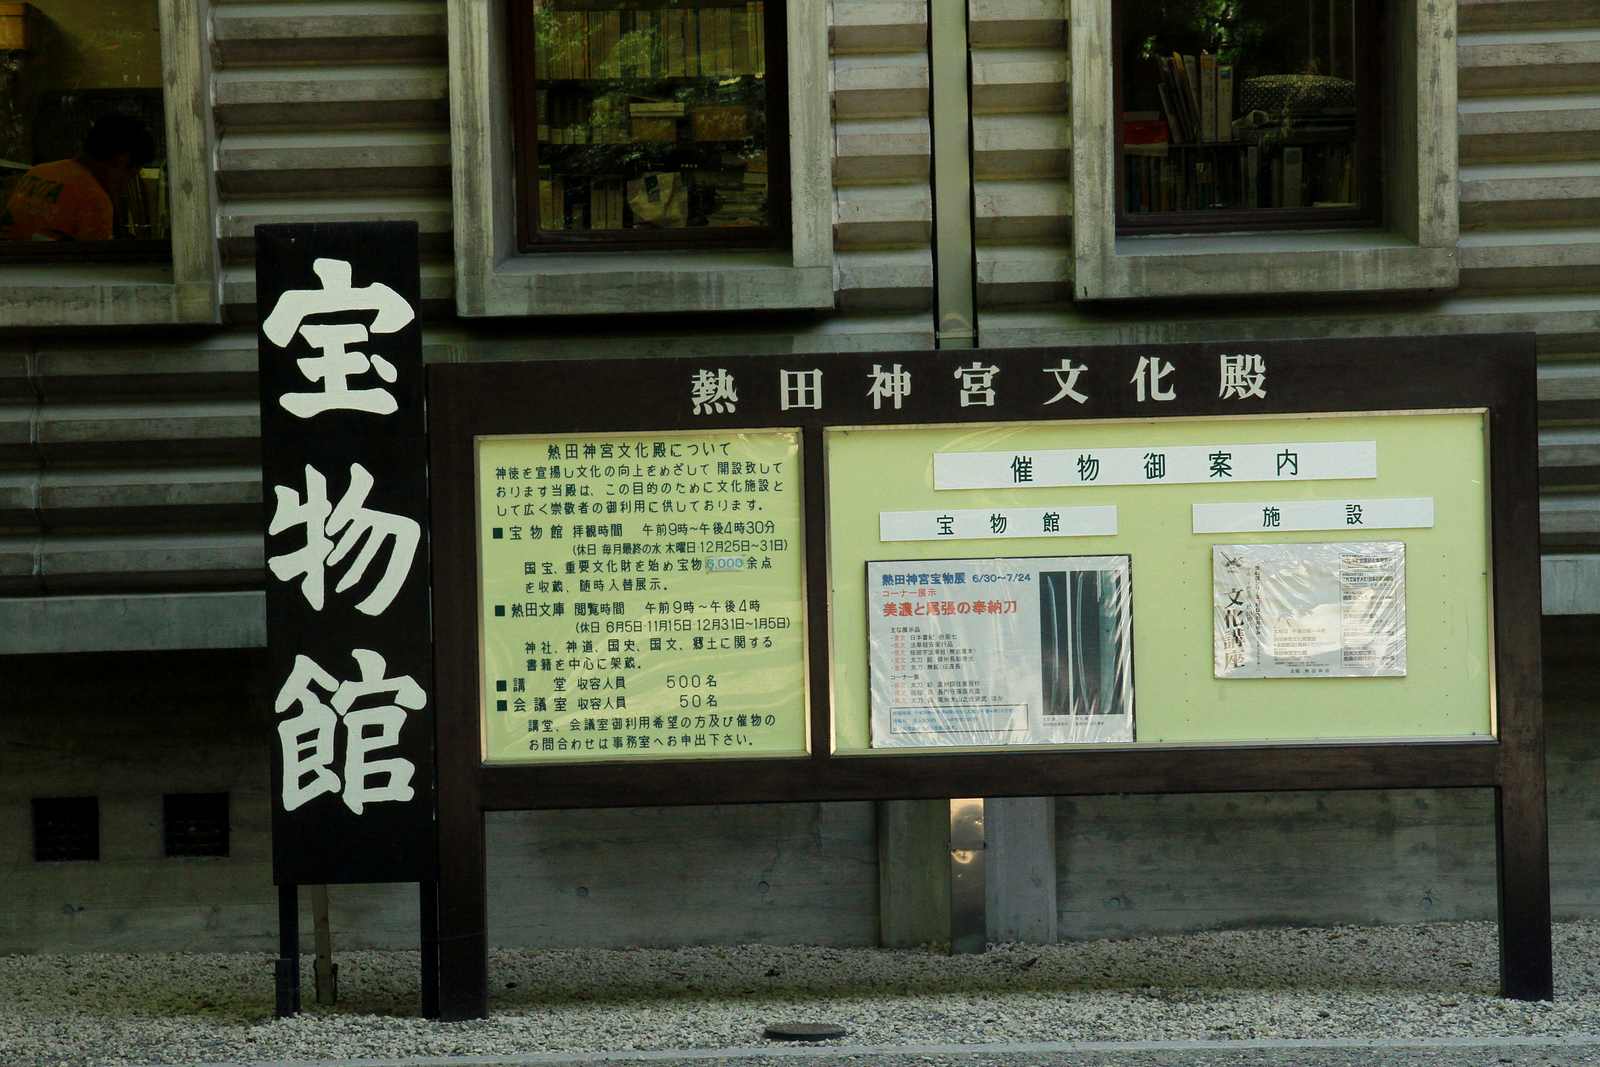 宝物館
熱田神宮文化殿
熱田神宮文化殿について
神徳を宣揚し文化の向上をめざして開設致して
おります当殿は、この目的のために文化施設と
して広く崇敬者の御利用に供しております。
■宝物館 拝観時間 午前9時〜午後4時30分
(休日 毎月最終の水 木曜日 12月25日〜31日)
国宝、重要文化財を始め宝物6,000余点
を収蔵、随時入替展示。
■熱田文庫 閲覧時間 午前9時〜午後4時
(休日 6月5日 11月15日 12月31日〜1月5日)
神社、神道、国史、国文、郷土に関する
書籍を中心に架蔵。
■講堂 収容人員 500名
■会議室 収容人員 50名
講堂、会議室御利用希望の方及び催物の
お問合わせは事務室へお申出下さい。
催物御案内
宝物館
熱田神宮宝物展 6/30〜7/24
コーナー展示
美濃と尾張の奉納刀
主な展示品
施設
文化講座